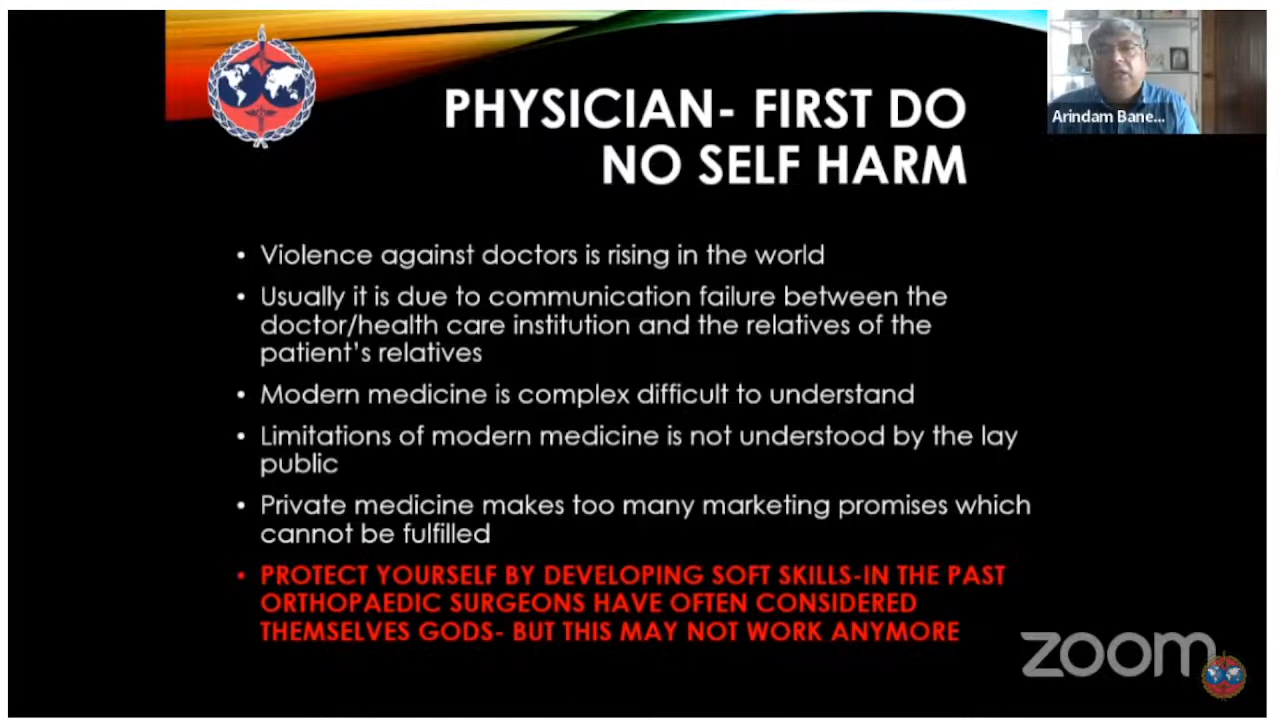 PHYSICIAN- FIRST DO
NO SELF HARM
Arindam Bane...
• Violence against doctors is rising in the world
• Usually it is due to communication failure between the
doctor/health care institution and the relatives of the
patient's relatives
• Modern medicine is complex difficult to understand
• Limitations of modern medicine is not understood by the lay
public
• Private medicine makes too many marketing promises which
cannot be fulfilled
• PROTECT YOURSELF BY DEVELOPING SOFT SKILLS-IN THE PAST
ORTHOPAEDIC SURGEONS HAVE OFTEN CONSIDERED
THEMSELVES GODS- BUT THIS MAY NOT WORK ANYMORE
zoom